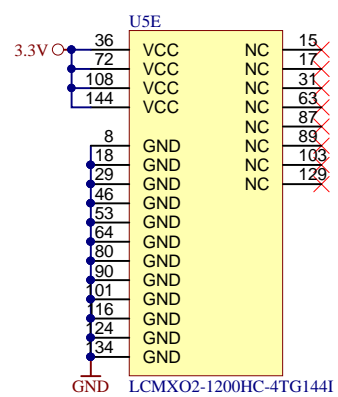 U5E
3.3V
36 VCC NC 15
72 VCC NC 17
108 VCC NC 31
144 VCC NC 63
NC 87
8 GND NC 89
18 GND NC 103
29 GND NC 129
46 GND
53 GND
64 GND
80 GND
90 GND
101 GND
116 GND
124 GND
134 GND
GND LCMXO2-1200HC-4TG144I